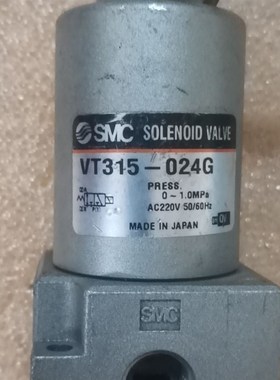 SMC SOLENOID VALVE
VT315-024G
PRESS.
0~1.0MPa
AC220V 50/60Hz
MADE IN JAPAN
SMC